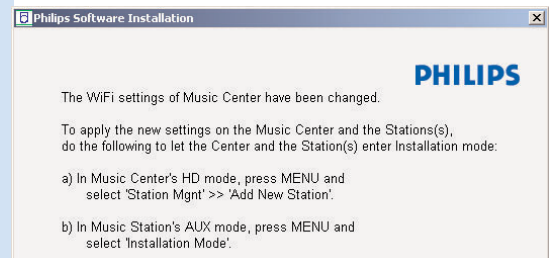 Philips Software Installation
PHILIPS
The WiFi settings of Music Center have been changed.
To apply the new settings on the Music Center and the Stations(s),
do the following to let the Center and the Station(s) enter Installation mode:
a) In Music Center's HD mode, press MENU and
select 'Station Mgnt' >> 'Add New Station'.
b) In Music Station's AUX mode, press MENU and
select 'Installation Mode'.